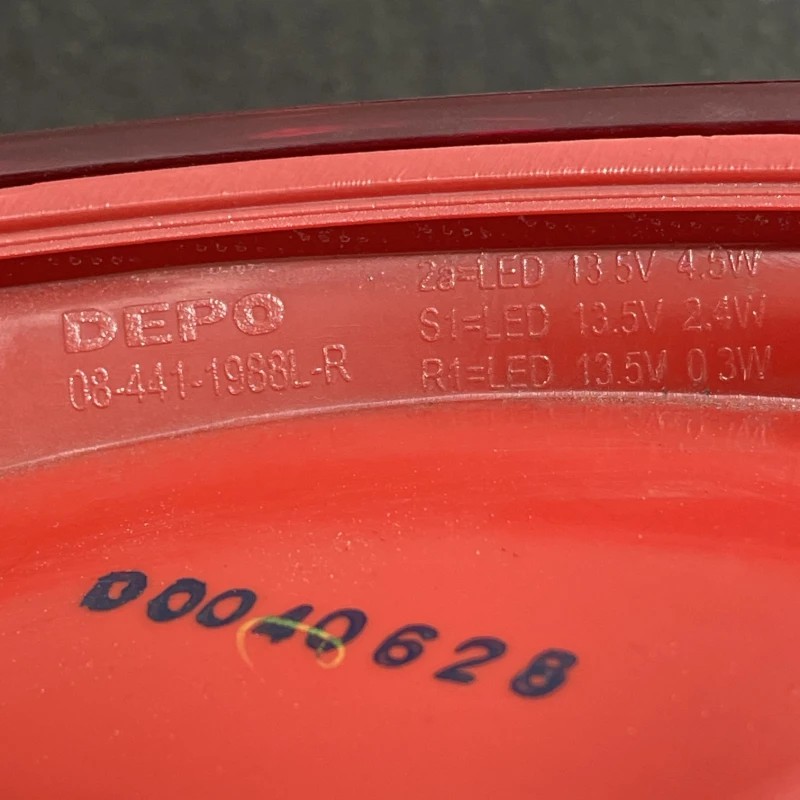 DEPO
08-441-1988L-R
2a=LED 13.5V 4.5W
S1=LED 13.5V 2.4W
R1=LED 13.5V 0.3W
D0040628